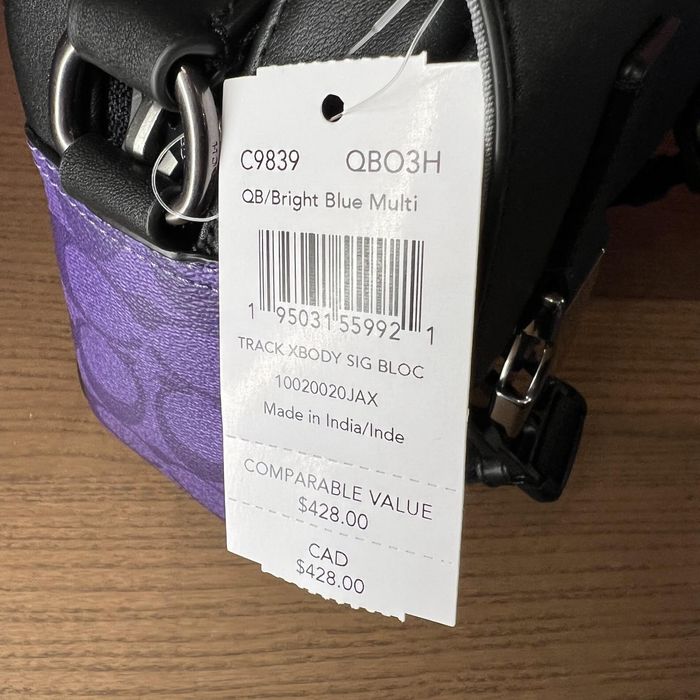 C9839 QBO3H
QB/Bright Blue Multi
1 95031 55992 1
TRACK XBODY SIG BLOC
10020020JAX
Made in India/Inde
COMPARABLE VALUE
$428.00
CAD
$428.00